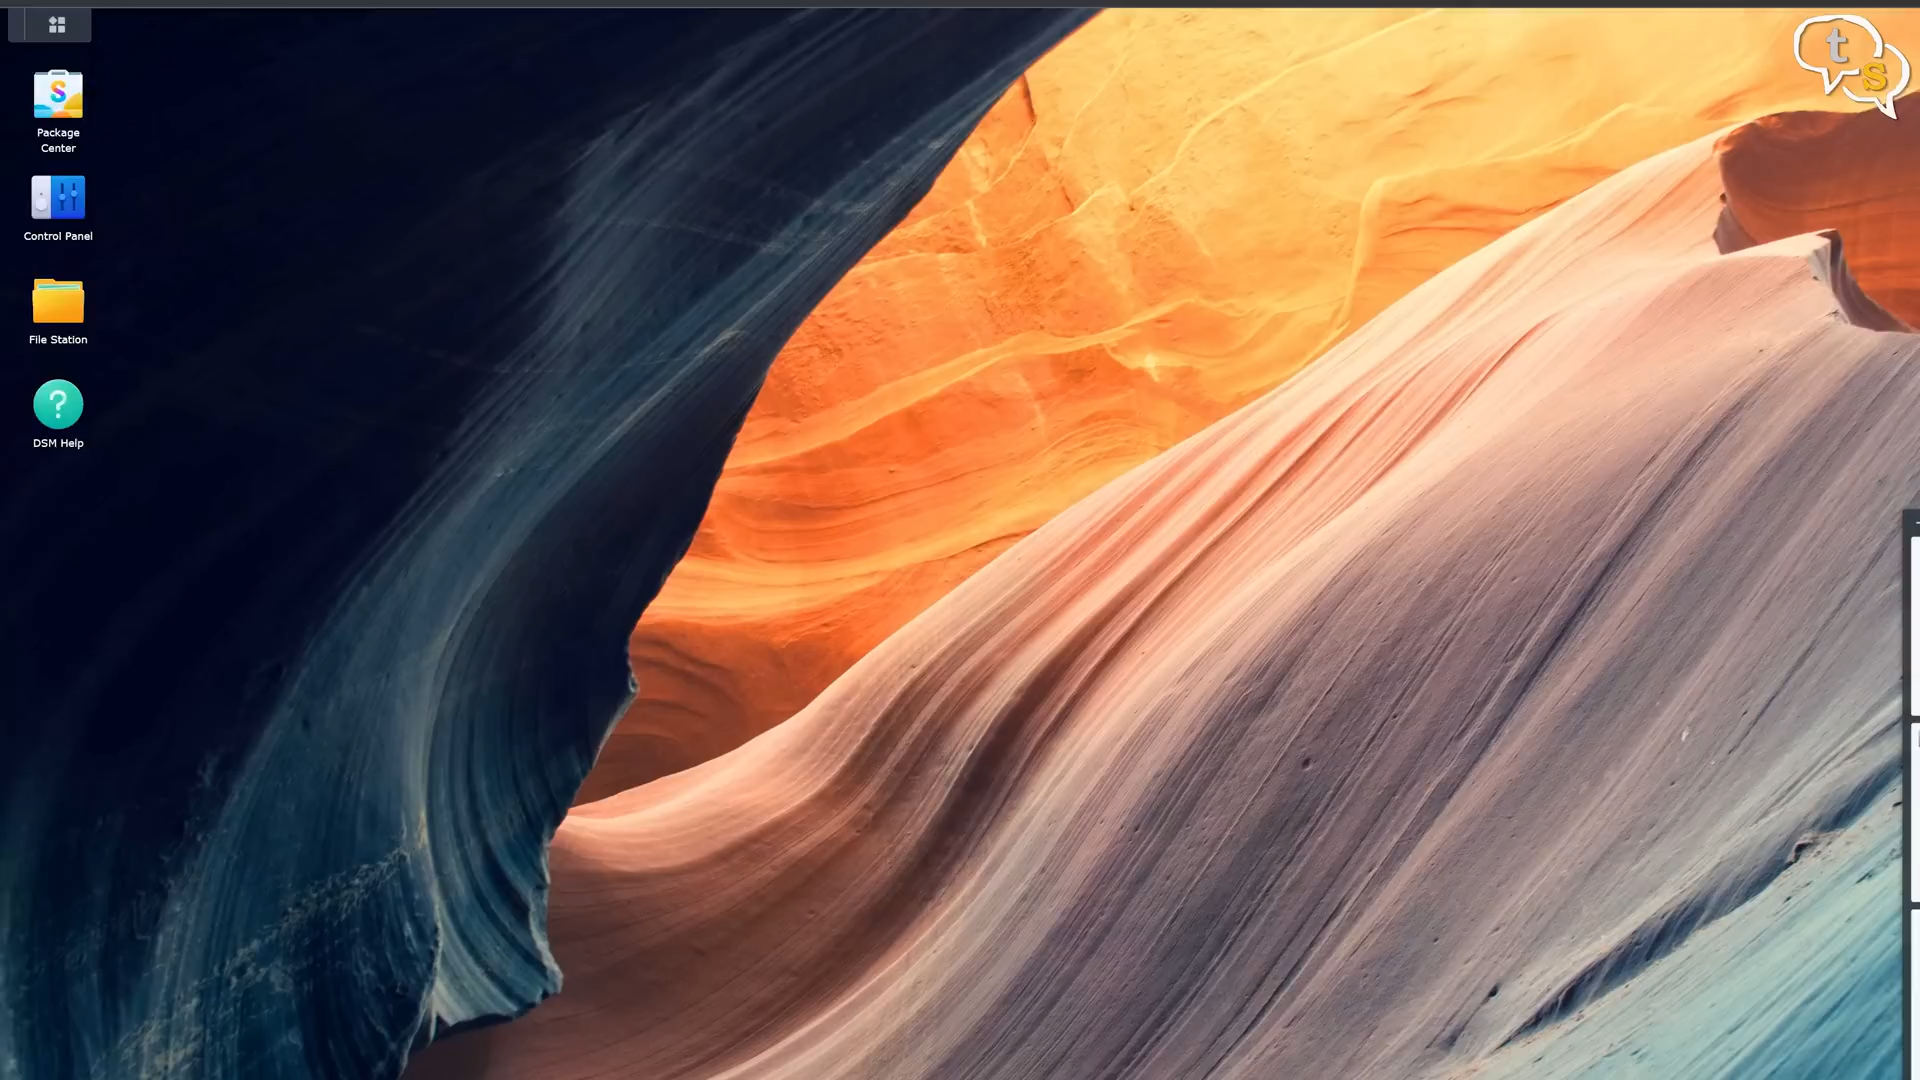 t
S
Package
Center
Control Panel
File Station
?
DSM Help